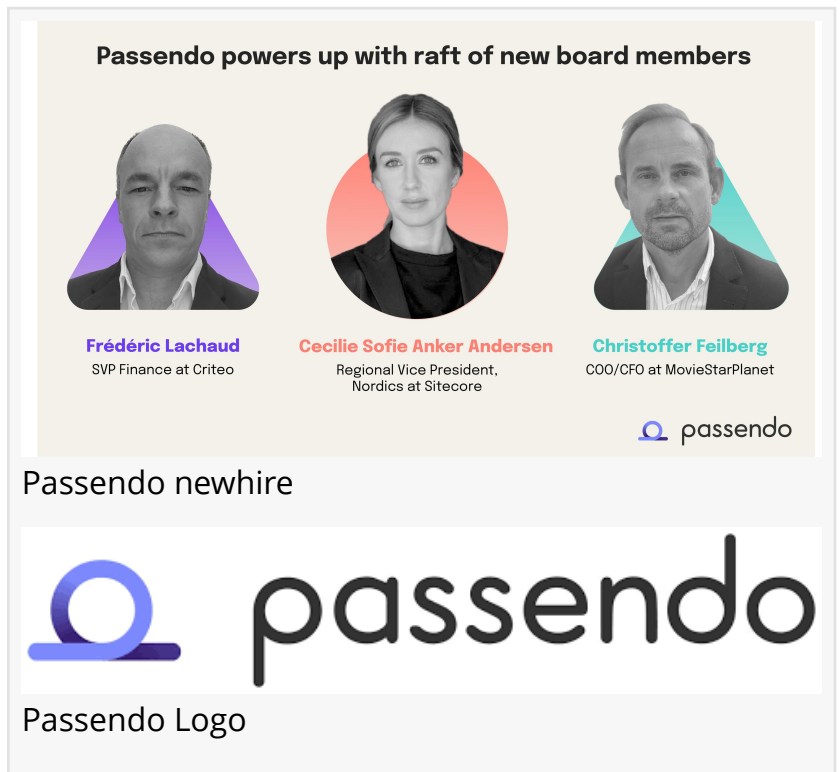 Passendo powers up with raft of new board members
Frédéric Lachaud
SVP Finance at Criteo
Cecilie Sofie Anker Andersen
Regional Vice President,
Nordics at Sitecore
Christoffer Feilberg
COO/CFO at MovieStarPlanet
passendo
Passendo newhire
passendo
Passendo Logo